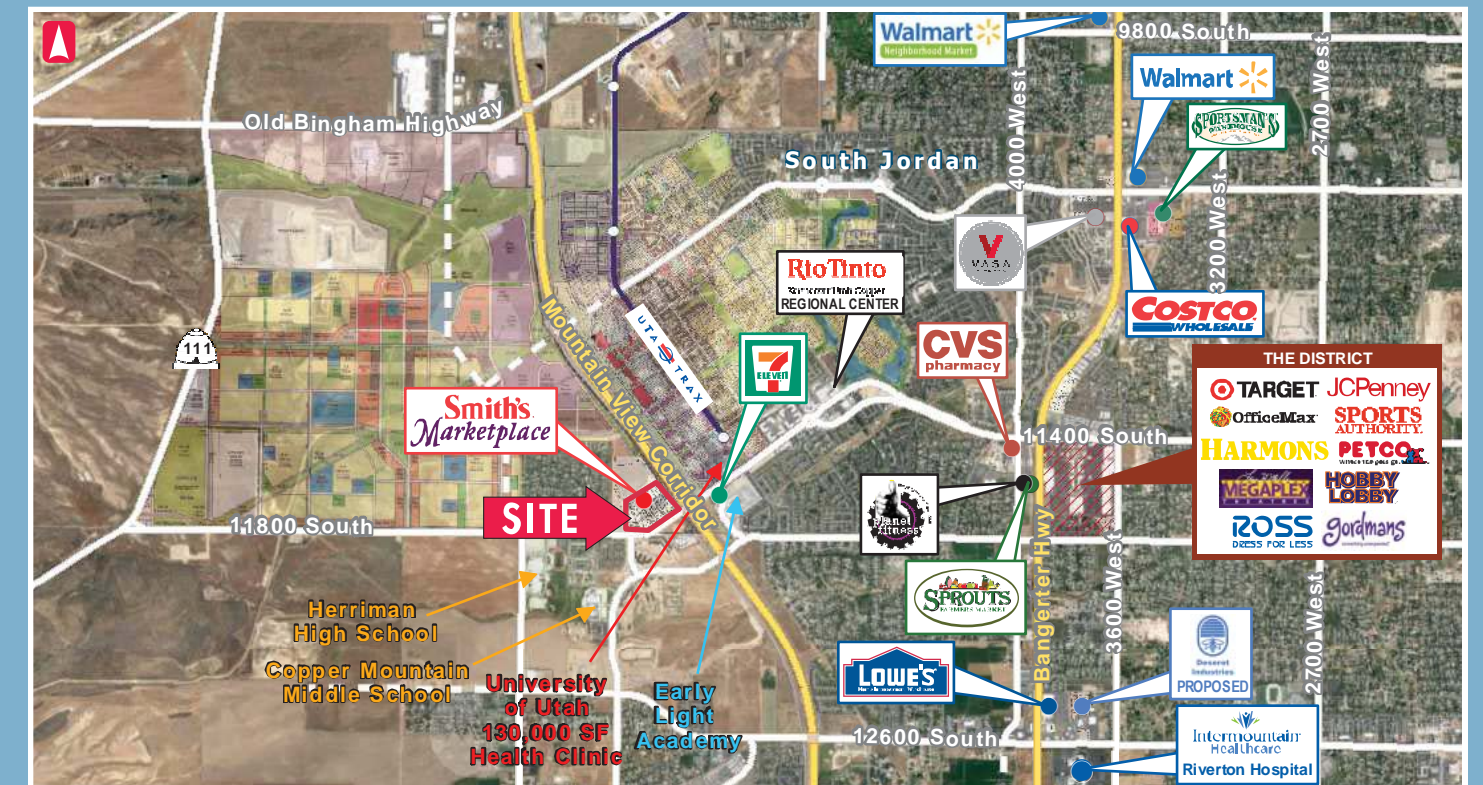 Walmart
Neighborhood Market
9800 South
Walmart
SPORTSMAN'S
WAREHOUSE
2700 West
Old Bingham Highway
4000 West
South Jordan
3200 West
VASA
RioTinto
Kennecott Utah Copper
REGIONAL CENTER
COSTCO
WHOLESALE
111
Mountain View Corridor
UTA TRAX
7
ELEVEN
CVS
pharmacy
THE DISTRICT
TARGET
JCPenney
OfficeMax
SPORTS
AUTHORITY
HARMONS
PETCO
MEGAPLEX
HOBBY
LOBBY
ROSS
DRESS FOR LESS
gordmans
Smith's
Marketplace
11400 South
SITE
11800 South
planet
fitness
SPROUTS
FARMERS MARKET
Bangerter Hwy
3600 West
2700 West
Herriman
High School
Copper Mountain
Middle School
University
of Utah
130,000 SF
Health Clinic
Early
Light
Academy
LOWE'S
Deseret
Industries
PROPOSED
12600 South
Intermountain
Healthcare
Riverton Hospital